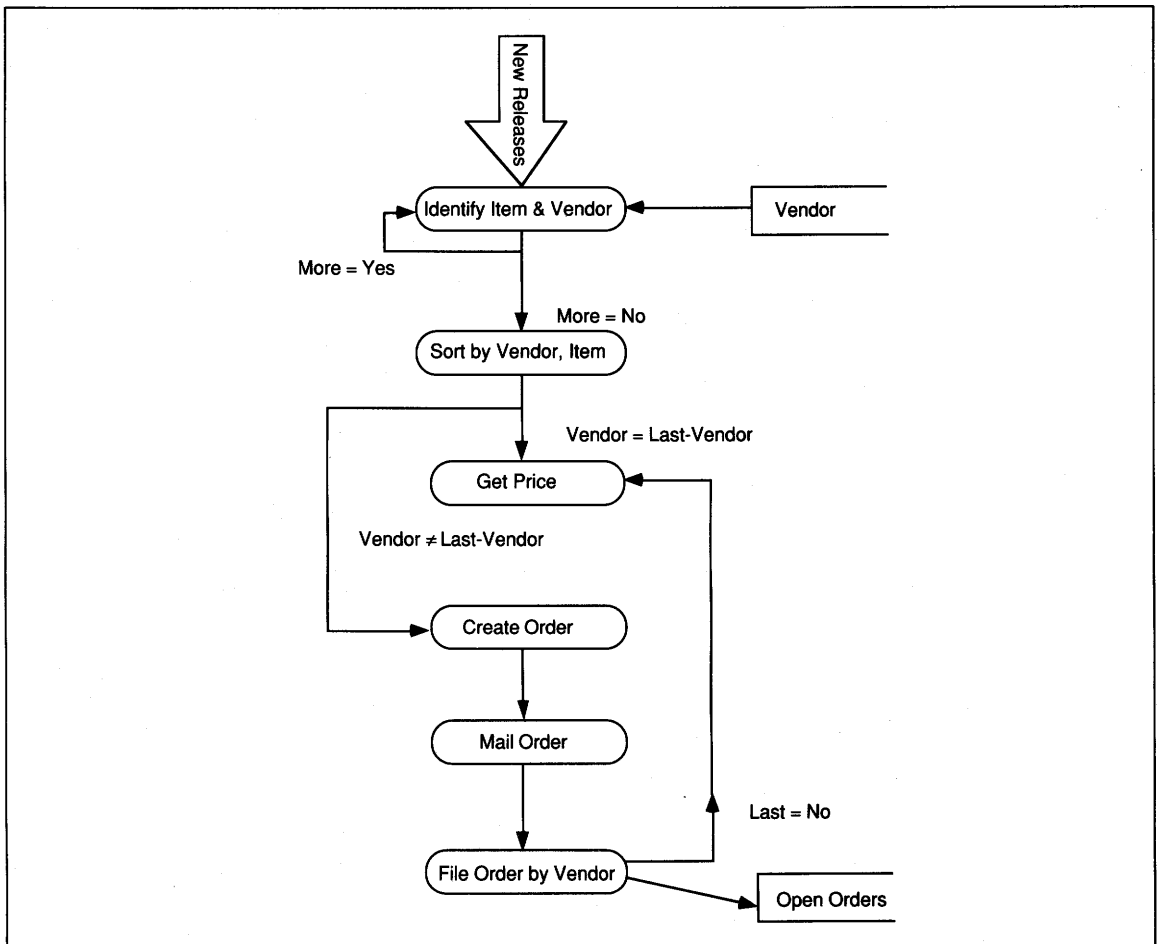 New Releases
Identify Item & Vendor
Vendor
More = Yes
More = No
Sort by Vendor, Item
Vendor = Last-Vendor
Get Price
Vendor ≠ Last-Vendor
Create Order
Mail Order
Last = No
File Order by Vendor
Open Orders